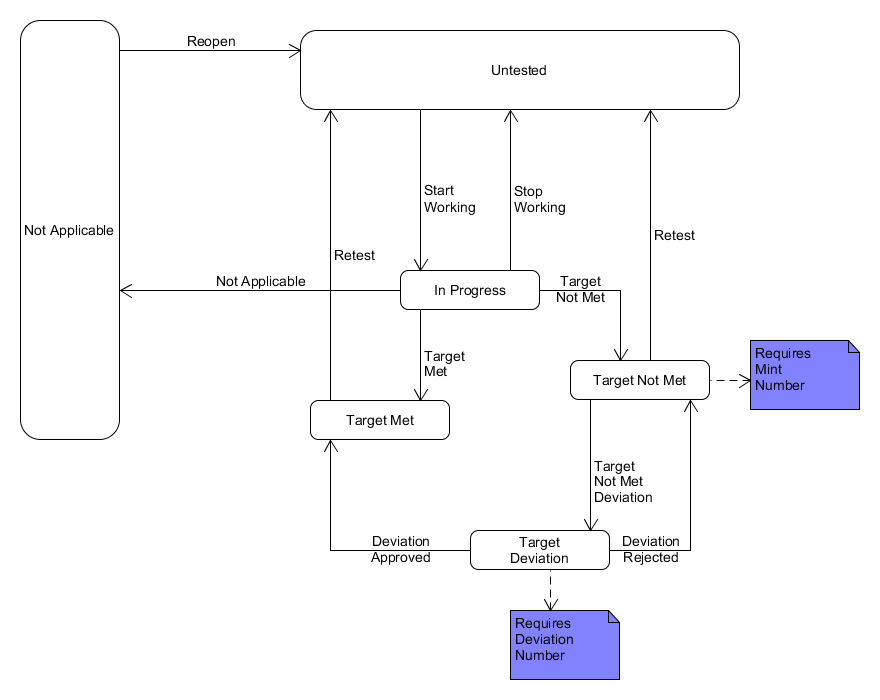 Reopen
Untested
Start
Working
Stop
Working
Not Applicable
Retest
Retest
Not Applicable
In Progress
Target
Not Met
Target
Met
Requires
Mint
Number
Target Not Met
Target Met
Target
Not Met
Deviation
Deviation
Approved
Target
Deviation
Deviation
Rejected
Requires
Deviation
Number